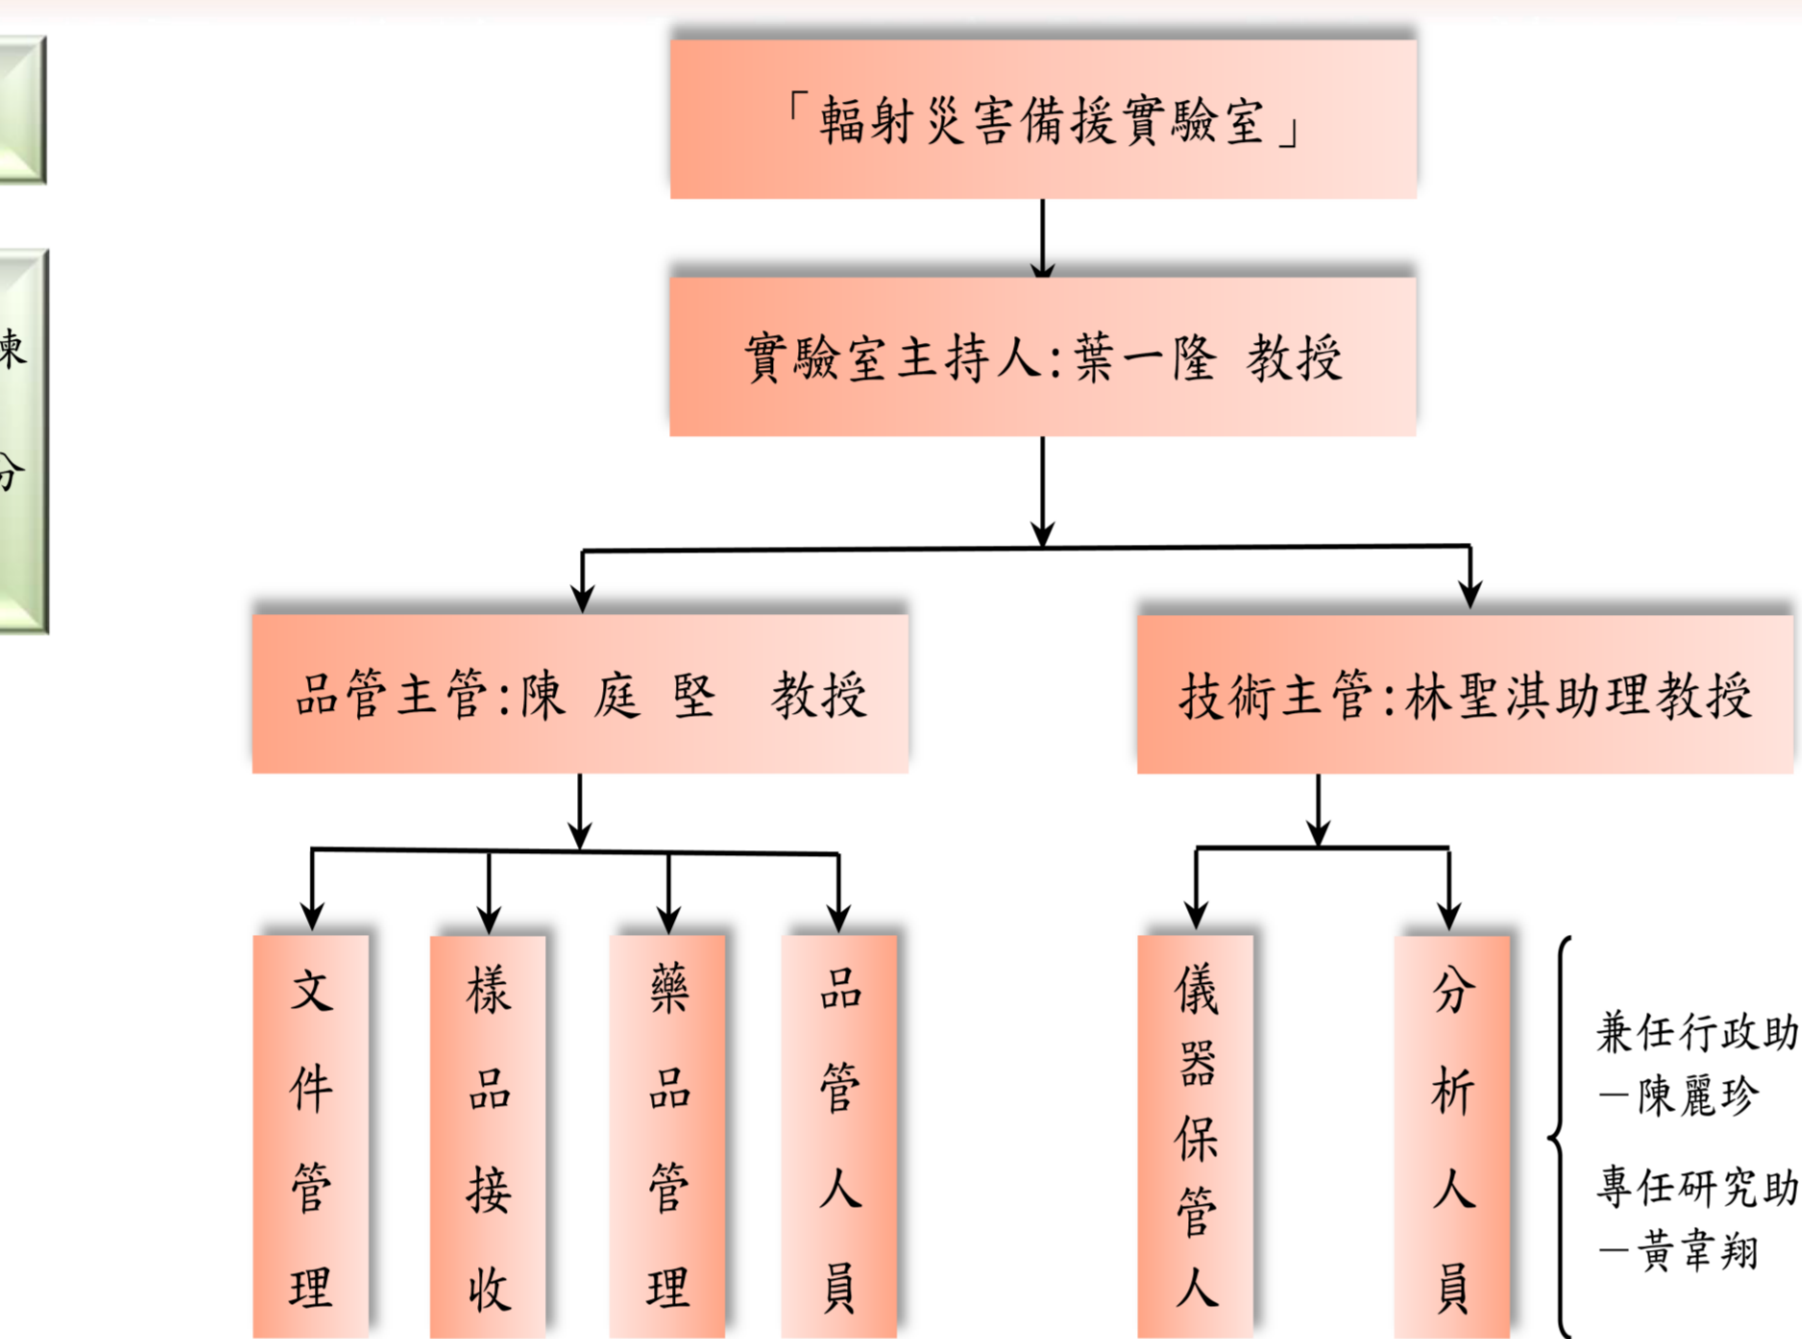 「輻射災害備援實驗室」
實驗室主持人:葉一隆 教授
品管主管:陳 庭 堅 教授
技術主管:林聖淇助理教授
文件管理
樣品接收
藥品管理
品管人員
儀器保管人
分析人員
兼任行政助
－陳麗珍
專任研究助
－黃韋翔
分